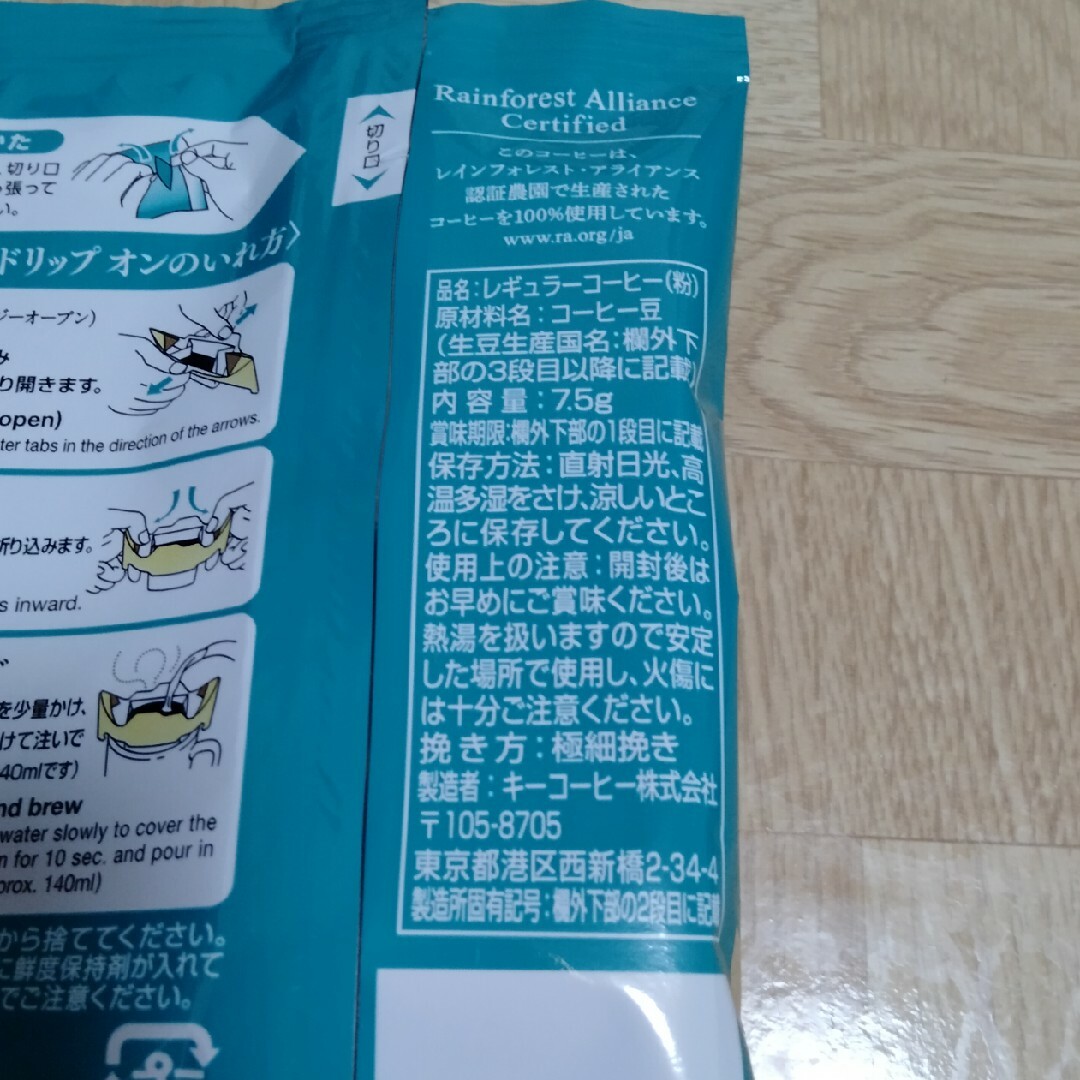 いた
切り口
張って
い。
ドリップ オンのいれ方〉
ジーオープン)
り開きます。
open)
ter tabs in the direction of the arrows.
折り込みます。
s inward.
を少量かけ、
けて注いで
40mlです)
nd brew
water slowly to cover the
n for 10 sec. and pour in
prox. 140ml)
から捨ててください。
に鮮度保持剤が入れて
でご注意ください。
プ
切り口
Rainforest Alliance
Certified
このコーヒーは、
レインフォレスト・アライアンス
認証農園で生産された
コーヒーを100%使用しています。
www.ra.org/ja
品名:レギュラーコーヒー(粉)
原材料名:コーヒー豆
(生豆生産国名:欄外下
部の3段目以降に記載)
内容量:7.5g
賞味期限:欄外下部の1段目に記載
保存方法:直射日光、高
温多湿をさけ、涼しいとこ
ろに保存してください。
使用上の注意:開封後は
お早めにご賞味ください。
熱湯を扱いますので安定
した場所で使用し、火傷に
は十分ご注意ください。
挽き方:極細挽き
製造者:キーコーヒー株式会社
〒105-8705
東京都港区西新橋2-34-4
製造所固有記号:欄外下部の2段目に記載